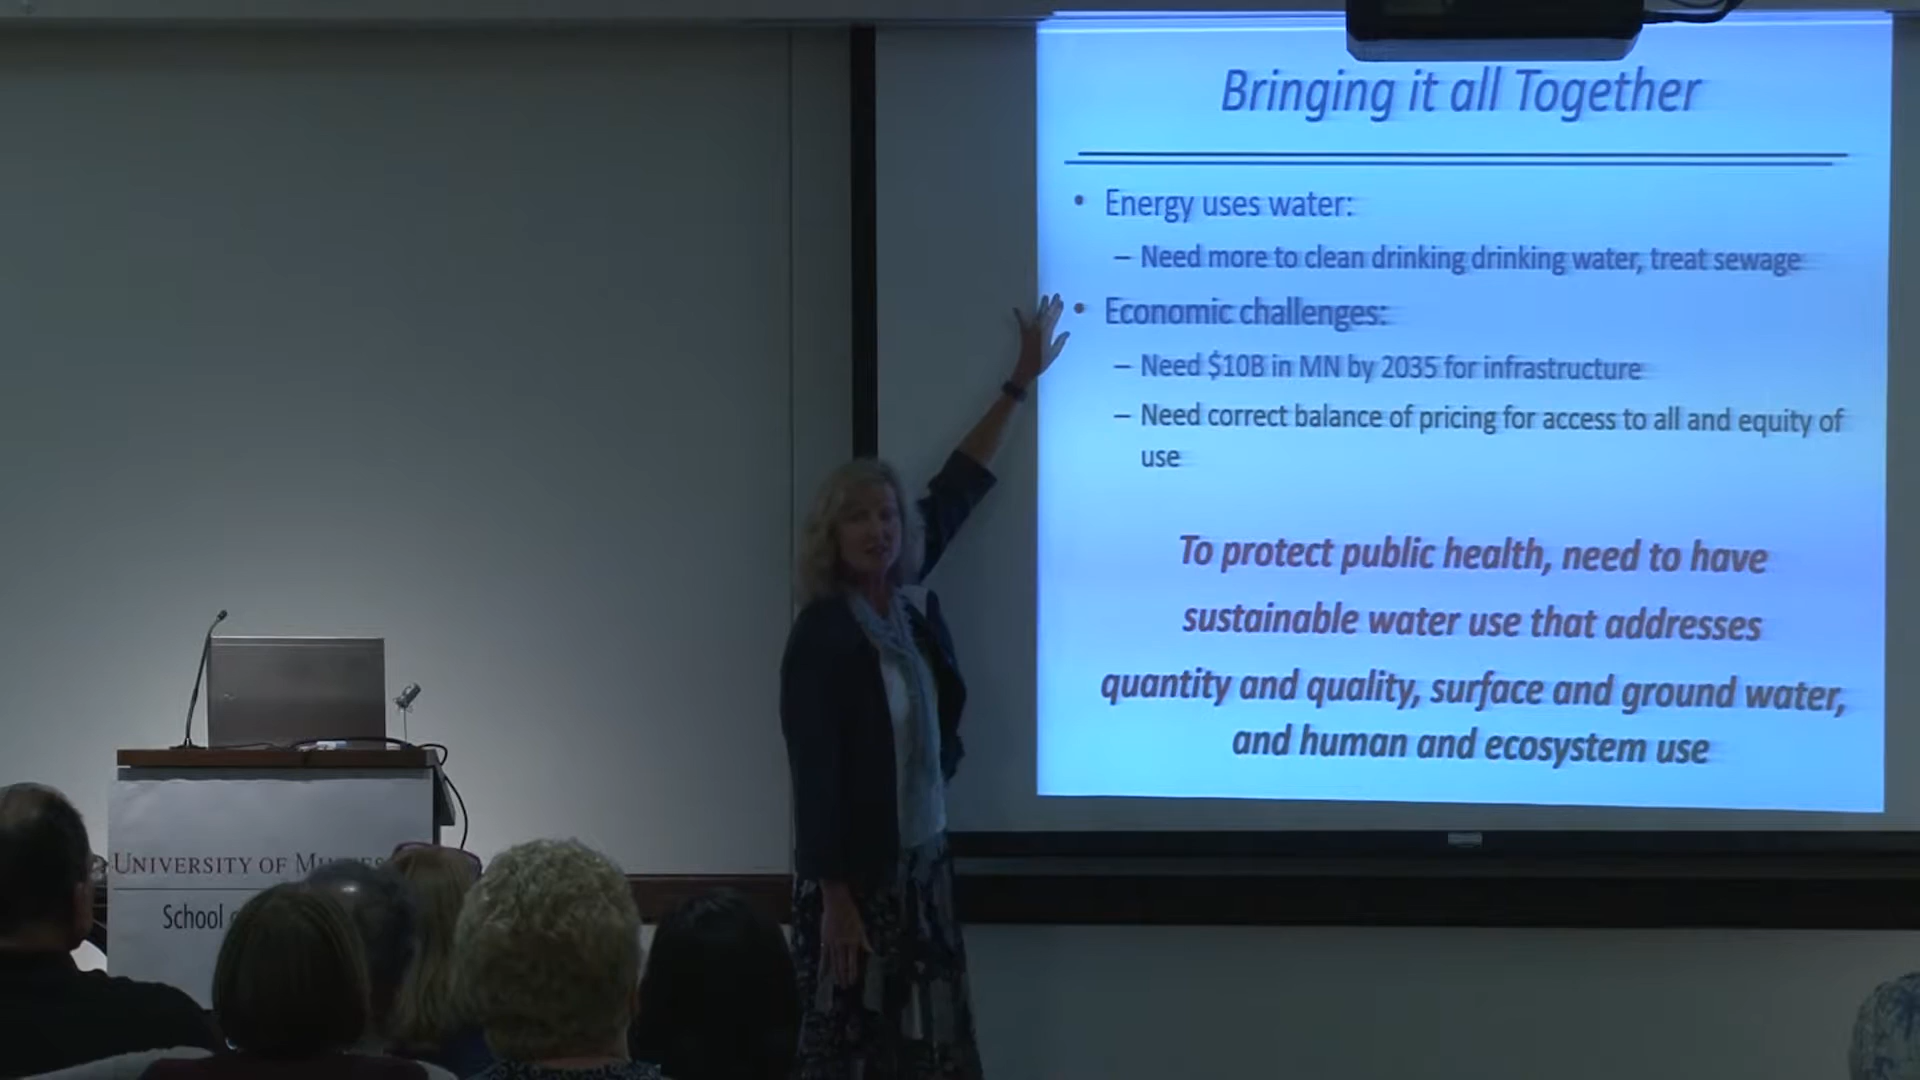 Bringing it all Together
• Energy uses water:
– Need more to clean drinking drinking water, treat sewage
• Economic challenges:
– Need $10B in MN by 2035 for infrastructure
– Need correct balance of pricing for access to all and equity of
use
To protect public health, need to have
sustainable water use that addresses
quantity and quality, surface and ground water,
and human and ecosystem use
UNIVERSITY OF
School